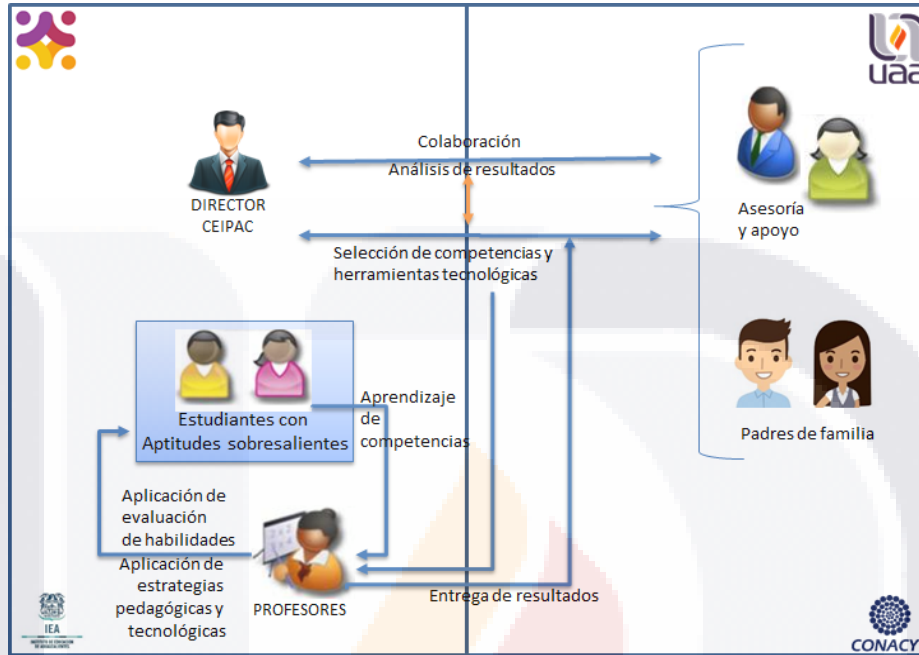 uaa
Colaboración
Análisis de resultados
DIRECTOR
CEIPAC
Asesoría
y apoyo
Selección de competencias y
herramientas tecnológicas
Estudiantes con
Aptitudes sobresalientes
Aprendizaje
de
competencias
Padres de familia
Aplicación de
evaluación
de habilidades
Aplicación de
estrategias
pedagógicas y
tecnológicas
PROFESORES
Entrega de resultados
IEA
CONACY